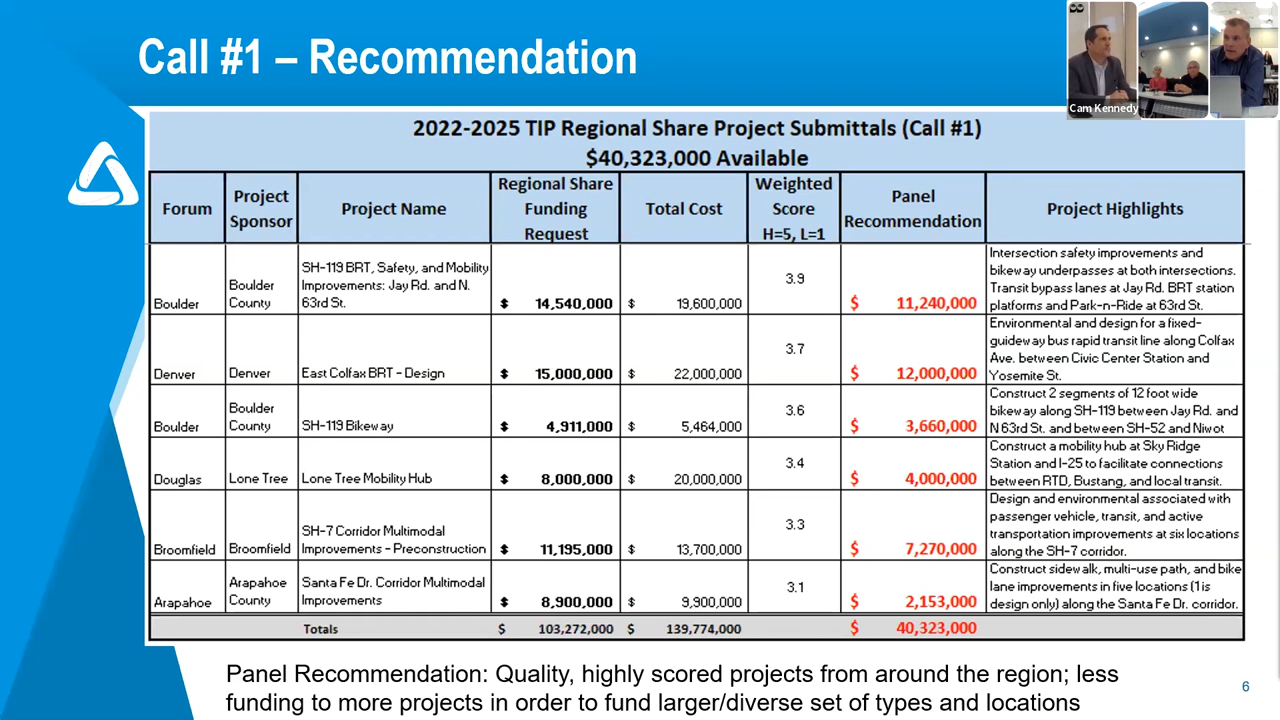 Call #1 – Recommendation
Cam Kennedy
2022-2025 TIP Regional Share Project Submittals (Call #1)
$40,323,000 Available
Forum
Project
Sponsor
Project Name
Regional Share
Funding
Request
Total Cost
Weighted
Score
H=5, L=1
Panel
Recommendation
Project Highlights
Boulder
Boulder
County
SH-119 BRT, Safety, and Mobility
Improvements: Jay Rd. and N.
63rd St.
$ 14,540,000
$ 19,600,000
3.9
$ 11,240,000
Intersection safety improvements and
bikeway underpasses at both intersections.
Transit bypass lanes at Jay Rd. BRT station
platforms and Park-n-Ride at 63rd St.
Denver
Denver
East Colfax BRT - Design
$ 15,000,000
$ 22,000,000
3.7
$ 12,000,000
Environmental and design for a fixed-
guideway bus rapid transit line along Colfax
Ave. between Civic Center Station and
Yosemite St.
Boulder
Boulder
County
SH-119 Bikeway
$ 4,911,000
$ 5,464,000
3.6
$ 3,660,000
Construct 2 segments of 12 foot wide
bikeway along SH-119 between Jay Rd. and
N 63rd St. and between SH-52 and Niwot
Douglas
Lone Tree
Lone Tree Mobility Hub
$ 8,000,000
$ 20,000,000
3.4
$ 4,000,000
Construct a mobility hub at Sky Ridge
Station and I-25 to facilitate connections
between RTD, Bustang, and local transit.
Broomfield
Broomfield
SH-7 Corridor Multimodal
Improvements - Preconstruction
$ 11,195,000
$ 13,700,000
3.3
$ 7,270,000
Design and environmental associated with
passenger vehicle, transit, and active
transportation improvements at six locations
along the SH-7 corridor.
Arapahoe
Arapahoe
County
Santa Fe Dr. Corridor Multimodal
Improvements
$ 8,900,000
$ 9,900,000
3.1
$ 2,153,000
Construct sidewalk, multi-use path, and bike
lane improvements in five locations (1 is
design only) along the Santa Fe Dr. corridor.
Totals
$ 103,272,000
$ 139,774,000
$ 40,323,000
Panel Recommendation: Quality, highly scored projects from around the region; less
funding to more projects in order to fund larger/diverse set of types and locations
6